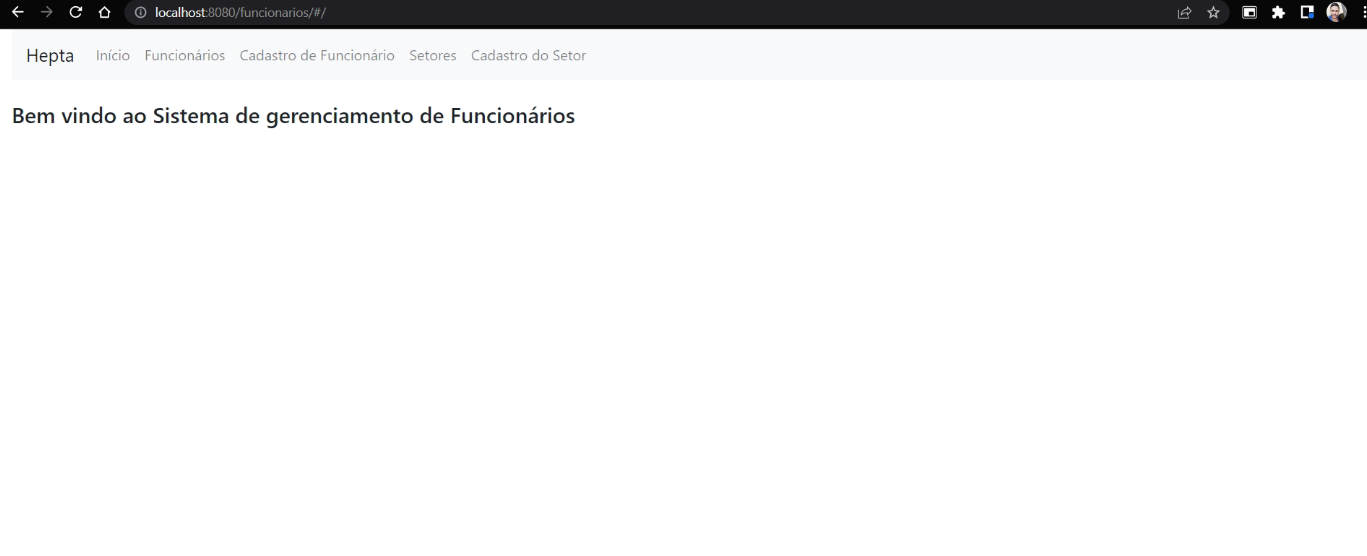 localhost:8080/funcionarios/#/
Hepta Início Funcionários Cadastro de Funcionário Setores Cadastro do Setor
Bem vindo ao Sistema de gerenciamento de Funcionários